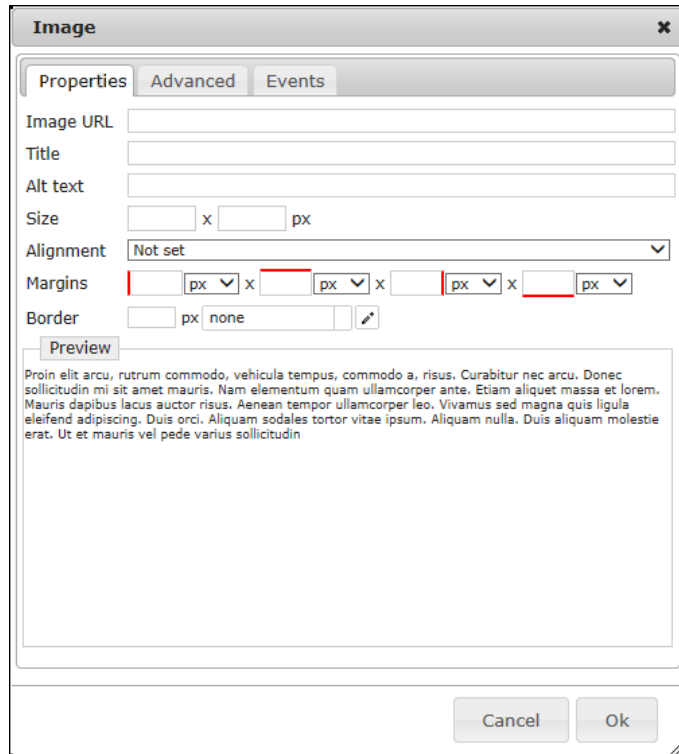 Image
Properties Advanced Events
Image URL
Title
Alt text
Size x px
Alignment Not set
Margins px x px x px x px
Border px none
Preview
Proin elit arcu, rutrum commodo, vehicula tempus, commodo a, risus. Curabitur nec arcu. Donec
sollicitudin mi sit amet mauris. Nam elementum quam ullamcorper ante. Etiam aliquet massa et lorem.
Mauris dapibus lacus auctor risus. Aenean tempor ullamcorper leo. Vivamus sed magna quis ligula
eleifend adipiscing. Duis orci. Aliquam sodales tortor vitae ipsum. Aliquam nulla. Duis aliquam molestie
erat. Ut et mauris vel pede varius sollicitudin
Cancel Ok